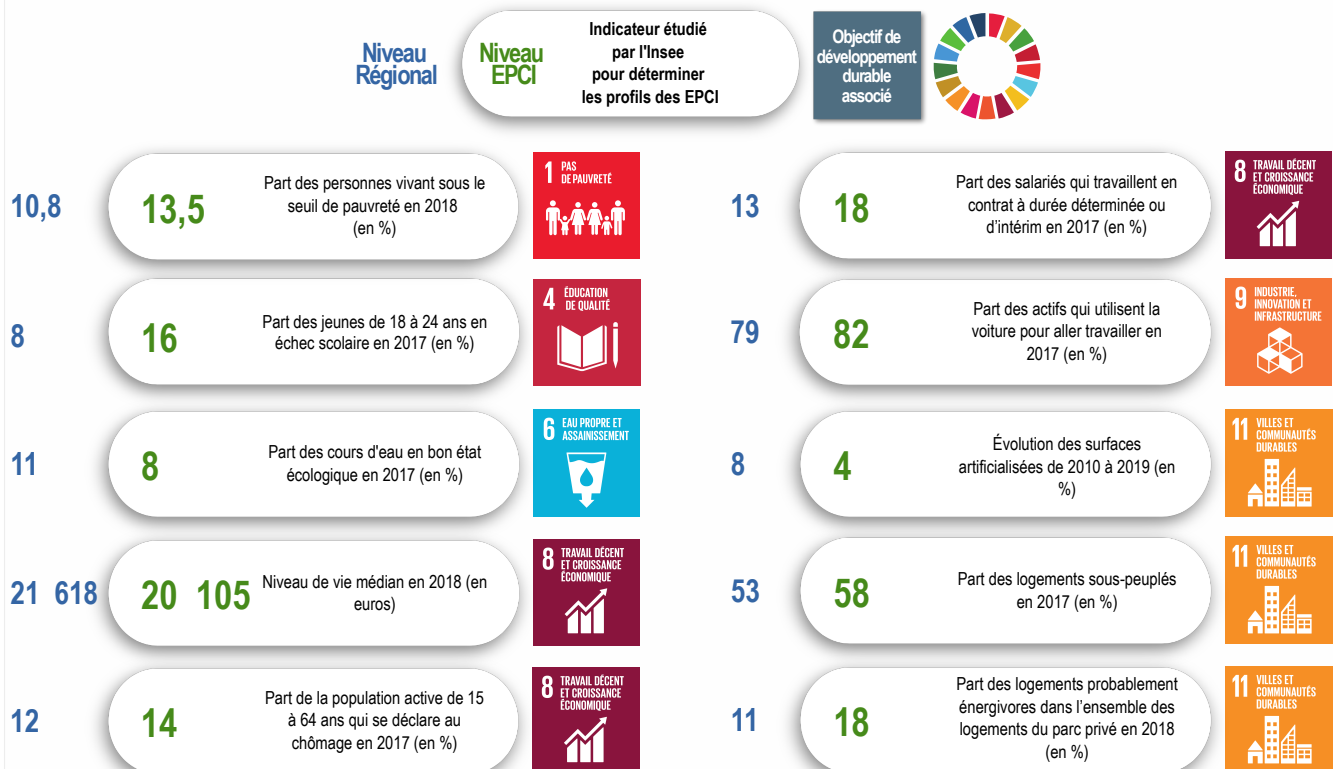 Niveau
Régional
Niveau
EPCI
Indicateur étudié
par l'Insee
pour déterminer
les profils des EPCI
Objectif de
développement
durable
associé
10,8
13,5
Part des personnes vivant sous le
seuil de pauvreté en 2018
(en %)
1 PAS
DE PAUVRETÉ
8
16
Part des jeunes de 18 à 24 ans en
échec scolaire en 2017 (en %)
4 ÉDUCATION
DE QUALITÉ
11
8
Part des cours d'eau en bon état
écologique en 2017 (en %)
6 EAU PROPRE ET
ASSAINISSEMENT
21 618
20 105
Niveau de vie médian en 2018 (en
euros)
8 TRAVAIL DÉCENT
ET CROISSANCE
ÉCONOMIQUE
12
14
Part de la population active de 15
à 64 ans qui se déclare au
chômage en 2017 (en %)
8 TRAVAIL DÉCENT
ET CROISSANCE
ÉCONOMIQUE
13
18
Part des salariés qui travaillent en
contrat à durée déterminée ou
d'intérim en 2017 (en %)
8 TRAVAIL DÉCENT
ET CROISSANCE
ÉCONOMIQUE
79
82
Part des actifs qui utilisent la
voiture pour aller travailler en
2017 (en %)
9 INDUSTRIE,
INNOVATION ET
INFRASTRUCTURE
8
4
Évolution des surfaces
artificialisées de 2010 à 2019 (en
%)
11 VILLES ET
COMMUNAUTÉS
DURABLES
53
58
Part des logements sous-peuplés
en 2017 (en %)
11 VILLES ET
COMMUNAUTÉS
DURABLES
11
18
Part des logements probablement
énergivores dans l'ensemble des
logements du parc privé en 2018
(en %)
11 VILLES ET
COMMUNAUTÉS
DURABLES